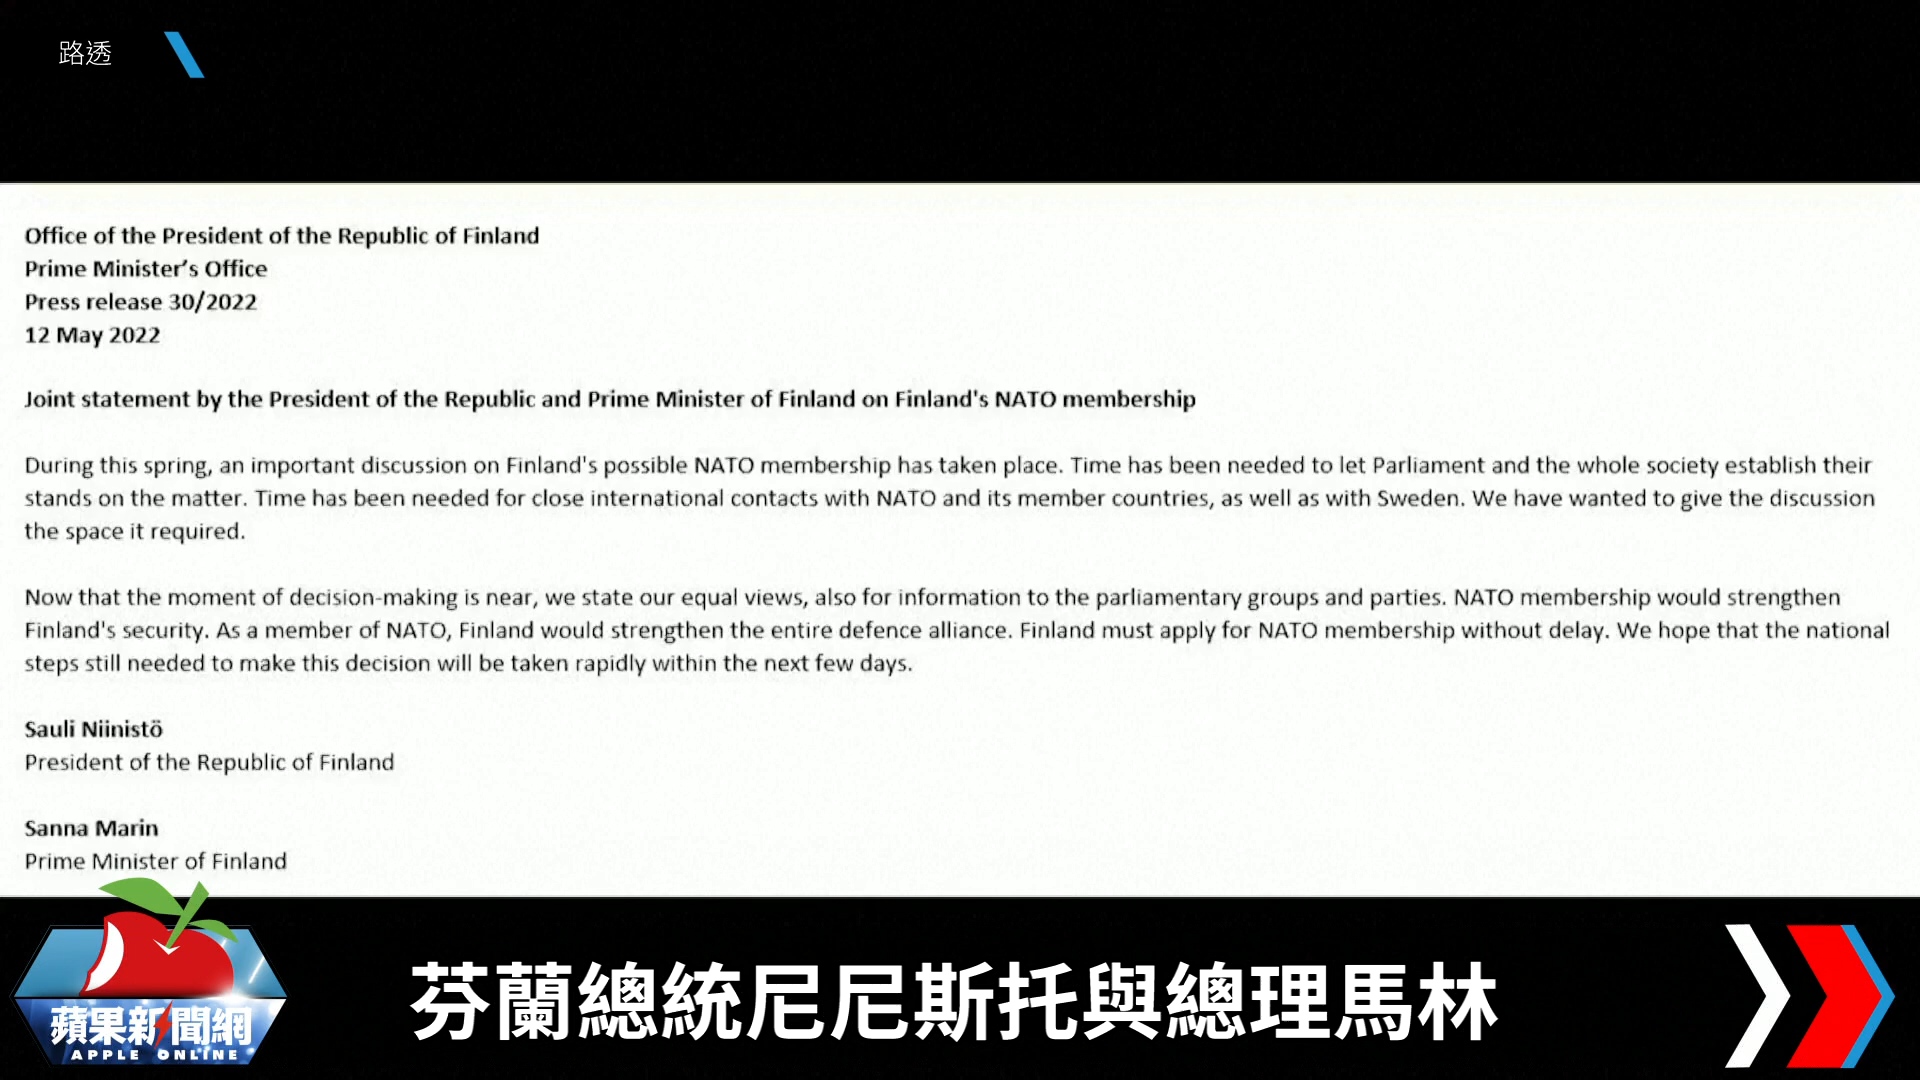 路透
Office of the President of the Republic of Finland
Prime Minister's Office
Press release 30/2022
12 May 2022
Joint statement by the President of the Republic and Prime Minister of Finland on Finland's NATO membership
During this spring, an important discussion on Finland's possible NATO membership has taken place. Time has been needed to let Parliament and the whole society establish their
stands on the matter. Time has been needed for close international contacts with NATO and its member countries, as well as with Sweden. We have wanted to give the discussion
the space it required.
Now that the moment of decision-making is near, we state our equal views, also for information to the parliamentary groups and parties. NATO membership would strengthen
Finland's security. As a member of NATO, Finland would strengthen the entire defence alliance. Finland must apply for NATO membership without delay. We hope that the national
steps still needed to make this decision will be taken rapidly within the next few days.
Sauli Niinistö
President of the Republic of Finland
Sanna Marin
Prime Minister of Finland
蘋果新聞網
APPLE ONLINE
芬蘭總統尼尼斯托與總理馬林